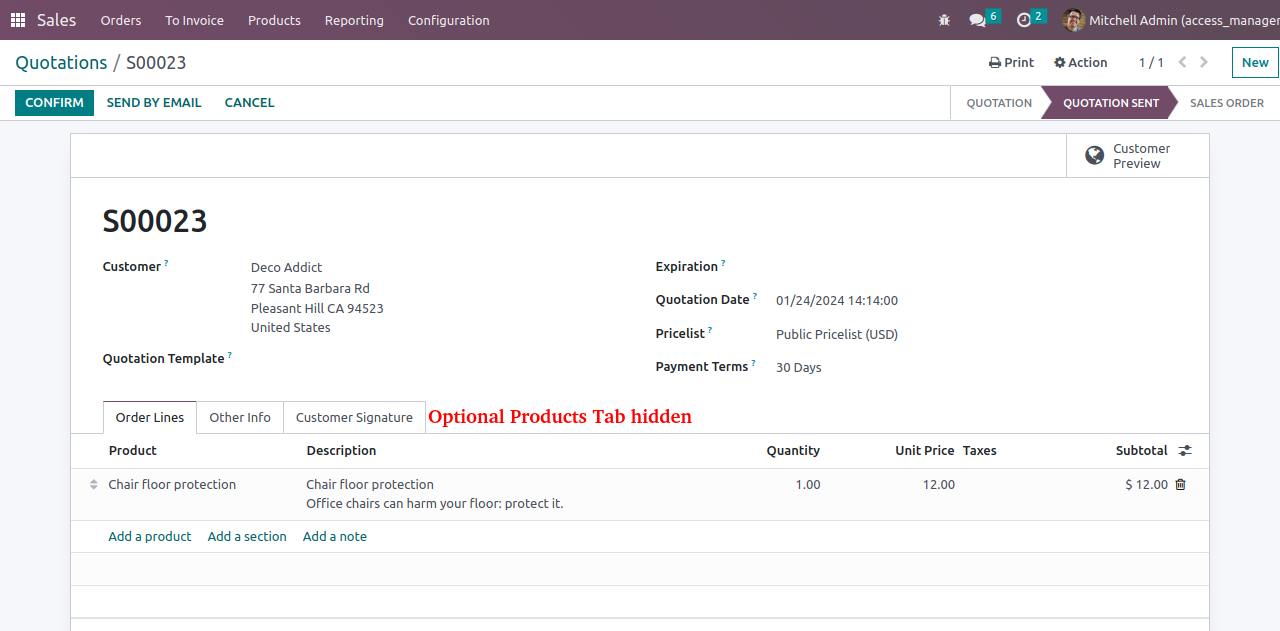 Sales Orders To Invoice Products Reporting Configuration 6 2 Mitchell Admin (access_manager
Quotations / S00023 Print Action 1 / 1 New
CONFIRM SEND BY EMAIL CANCEL QUOTATION QUOTATION SENT SALES ORDER
Customer
Preview
S00023
Customer ? Deco Addict
77 Santa Barbara Rd
Pleasant Hill CA 94523
United States
Quotation Template ?
Expiration ?
Quotation Date ? 01/24/2024 14:14:00
Pricelist ? Public Pricelist (USD)
Payment Terms ? 30 Days
Order Lines Other Info Customer Signature Optional Products Tab hidden
Product Description Quantity Unit Price Taxes Subtotal
Chair floor protection Chair floor protection 1.00 12.00 $ 12.00
Office chairs can harm your floor: protect it.
Add a product Add a section Add a note